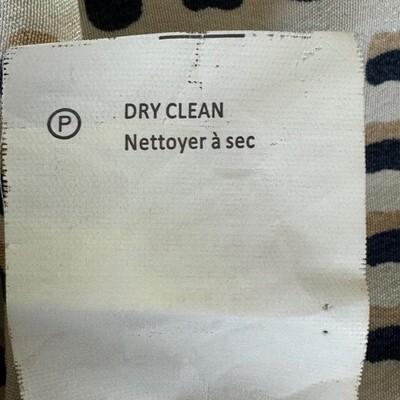 P
DRY CLEAN
Nettoyer à sec